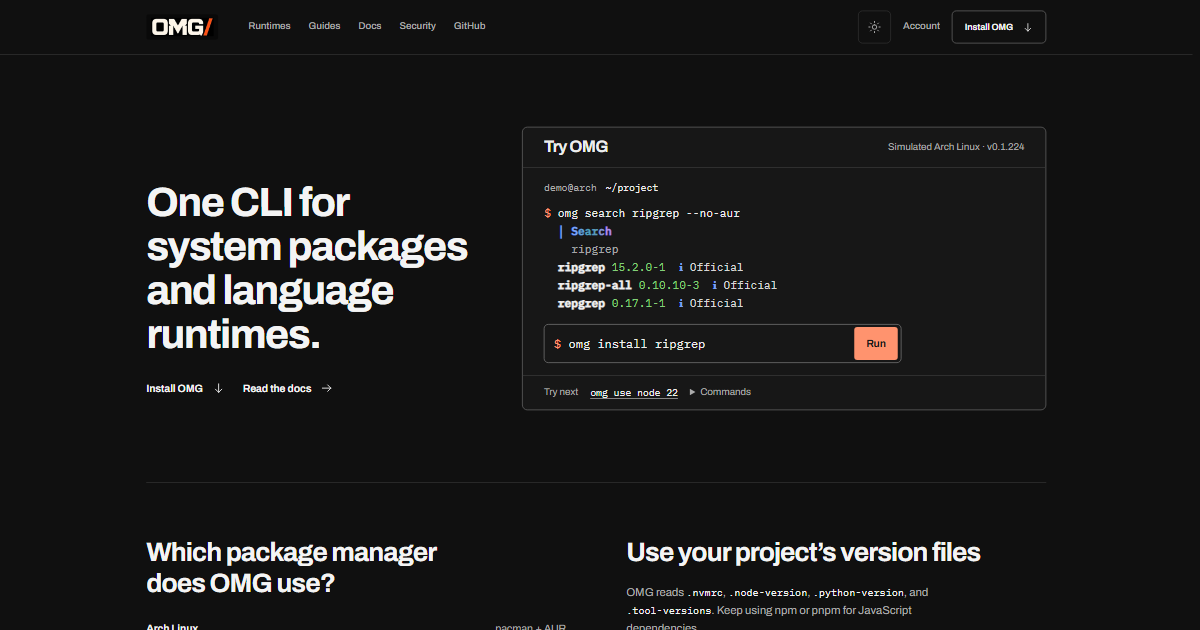 OMG/
Runtimes Guides Docs Security GitHub
Account
Install OMG ↓
One CLI for
system packages
and language
runtimes.
Install OMG ↓ Read the docs →
Try OMG
Simulated Arch Linux · v0.1.224
demo@arch ~/project
$ omg search ripgrep --no-aur
| Search
ripgrep
ripgrep 15.2.0-1 ℹ Official
ripgrep-all 0.10.10-3 ℹ Official
repgrep 0.17.1-1 ℹ Official
$ omg install ripgrep
Run
Try next omg use node 22 ▶ Commands
Which package manager
does OMG use?
Arch Linux pacman + AUR
Use your project’s version files
OMG reads .nvmrc, .node-version, .python-version, and
.tool-versions. Keep using npm or pnpm for JavaScript
dependencies.